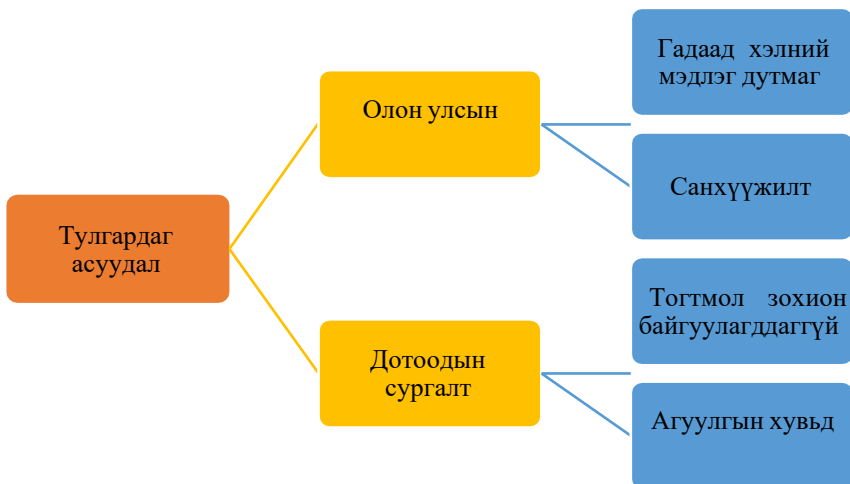 Тулгардаг
асуудал
Олон улсын
Гадаад хэлний
мэдлэг дутмаг
Санхүүжилт
Дотоодын
сургалт
Тогтмол зохион
байгуулагддаггүй
Агуулгын хувьд